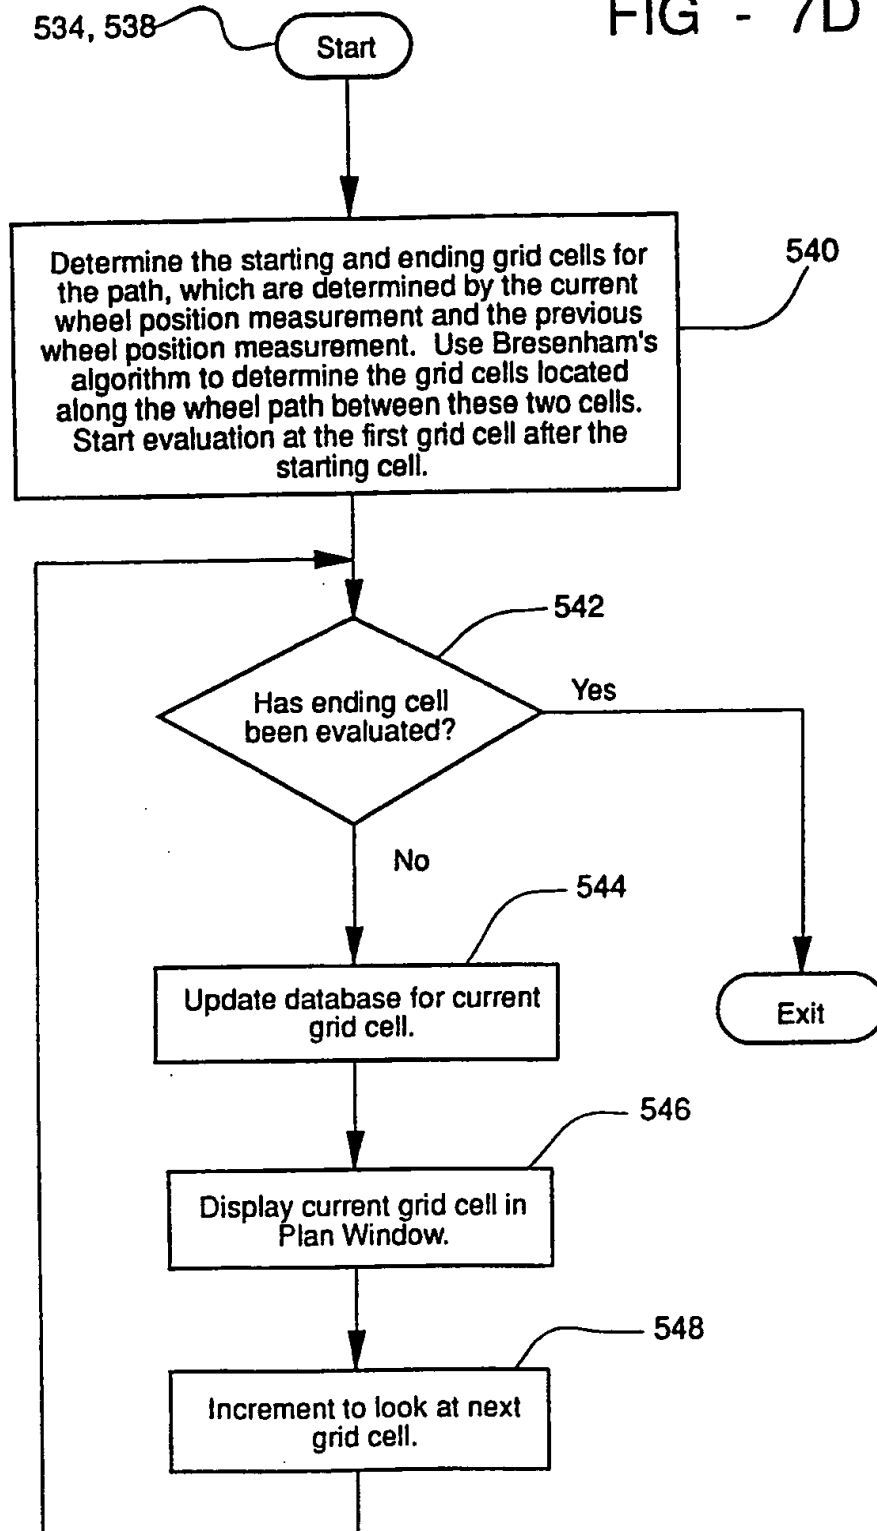 FIG - 7D
534, 538
Start
540
Determine the starting and ending grid cells for
the path, which are determined by the current
wheel position measurement and the previous
wheel position measurement. Use Bresenham's
algorithm to determine the grid cells located
along the wheel path between these two cells.
Start evaluation at the first grid cell after the
starting cell.
542
Has ending cell
been evaluated?
Yes
No
544
Update database for current
grid cell.
Exit
546
Display current grid cell in
Plan Window.
548
Increment to look at next
grid cell.